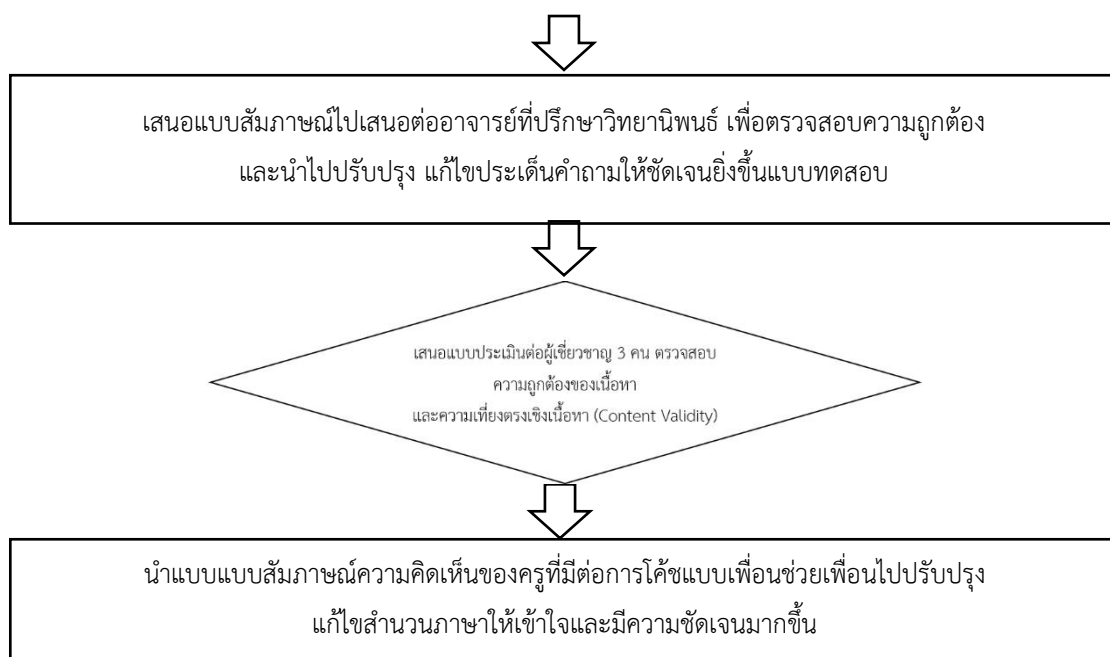 เสนอแบบสัมภาษณ์ไปเสนอต่ออาจารย์ที่ปรึกษาวิทยานิพนธ์ เพื่อตรวจสอบความถูกต้อง
และนำไปปรับปรุง แก้ไขประเด็นคำถามให้ชัดเจนยิ่งขึ้นแบบทดสอบ
เสนอแบบประเมินต่อผู้เชี่ยวชาญ 3 คน ตรวจสอบ
ความถูกต้องของเนื้อหา
และความเที่ยงตรงเชิงเนื้อหา (Content Validity)
นำแบบแบบสัมภาษณ์ความคิดเห็นของครูที่มีต่อการโค้ชแบบเพื่อนช่วยเพื่อนไปปรับปรุง
แก้ไขสำนวนภาษาให้เข้าใจและมีความชัดเจนมากขึ้น